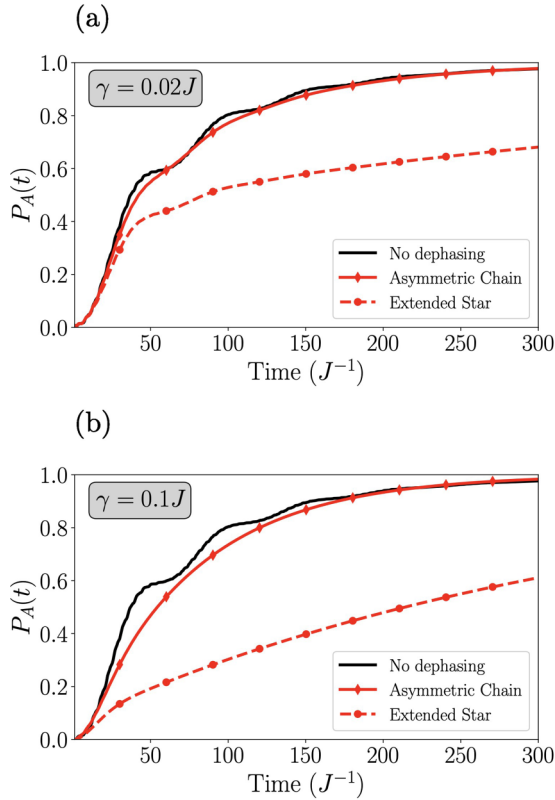 (a)
γ = 0.02J
P_A(t)
1.0
0.8
0.6
0.4
0.2
0.0
No dephasing
Asymmetric Chain
Extended Star
50 100 150 200 250 300
Time (J⁻¹)
(b)
γ = 0.1J
P_A(t)
1.0
0.8
0.6
0.4
0.2
0.0
No dephasing
Asymmetric Chain
Extended Star
50 100 150 200 250 300
Time (J⁻¹)